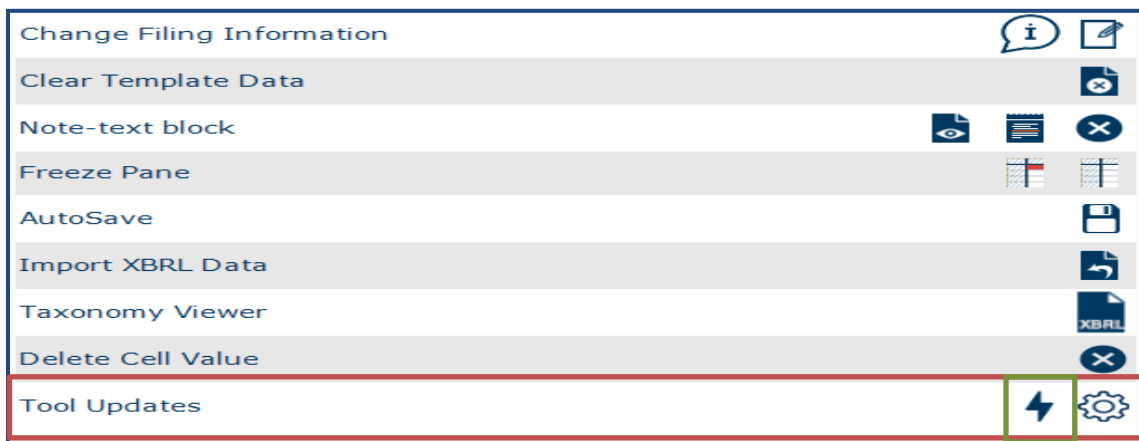 Change Filing Information
Clear Template Data
Note-text block
Freeze Pane
AutoSave
Import XBRL Data
Taxonomy Viewer
XBRL
Delete Cell Value
Tool Updates